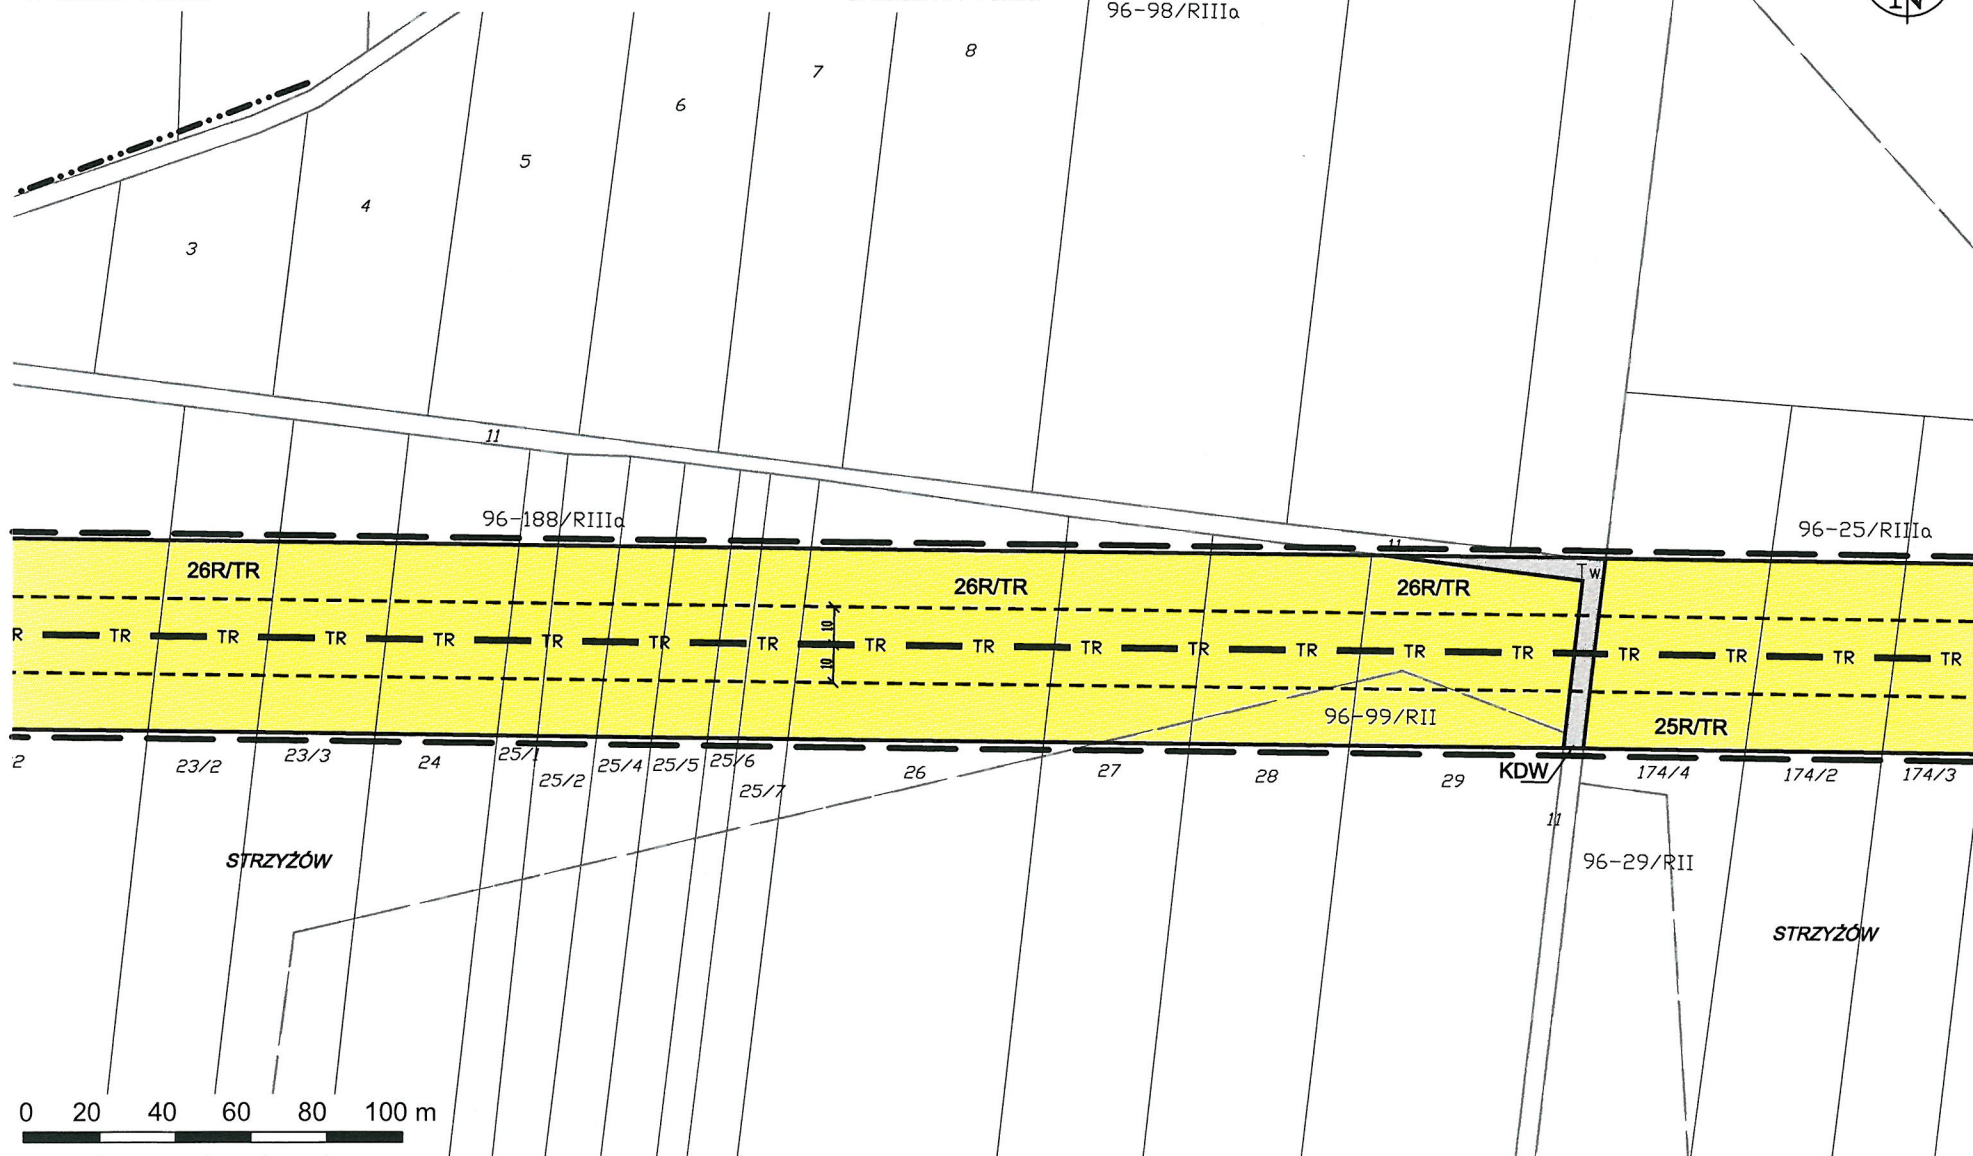 96-98/RIIIa
N
8
7
6
5
4
3
11
96-188/RIIIa
96-25/RIIIa
11
26R/TR
26R/TR
26R/TR
W
10
R TR TR TR TR TR TR TR TR TR TR TR TR TR TR TR TR TR TR
10
96-99/RII
25R/TR
2
23/2
23/3
24
25/1
25/2
25/4
25/5
25/6
25/7
26
27
28
29
KDW
174/4
174/2
174/3
11
STRZYŻÓW
96-29/RII
STRZYŻÓW
0 20 40 60 80 100 m